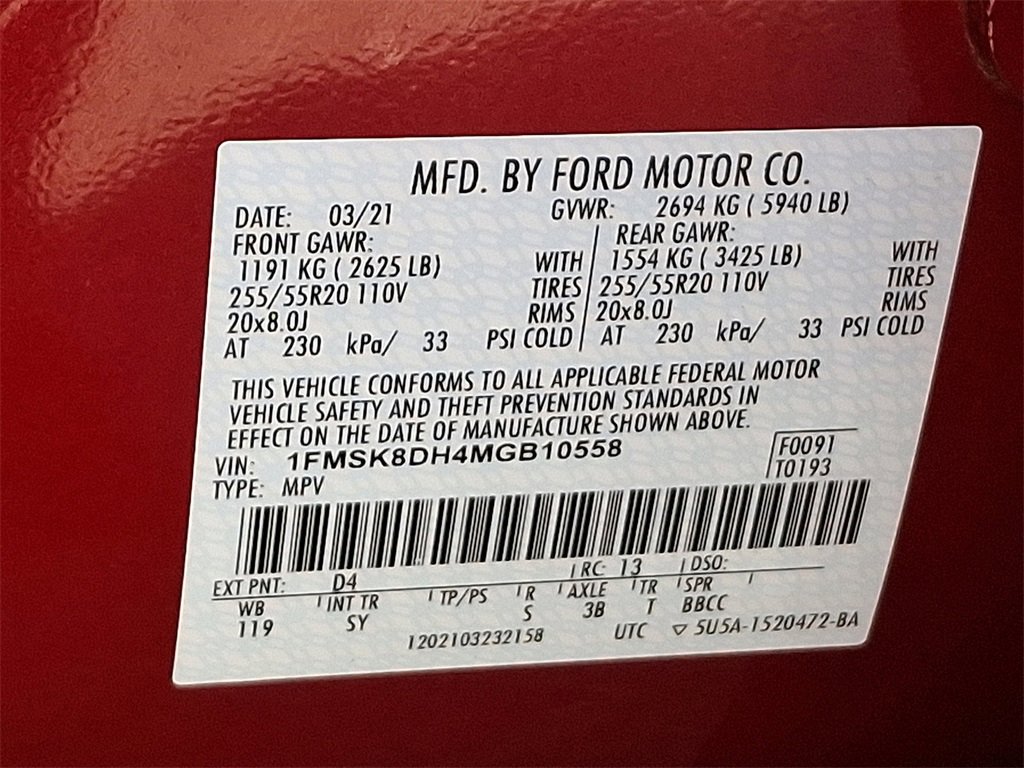 MFD. BY FORD MOTOR CO.
DATE: 03/21 GVWR: 2694 KG ( 5940 LB)
FRONT GAWR: REAR GAWR:
1191 KG ( 2625 LB) WITH 1554 KG ( 3425 LB) WITH
255/55R20 110V TIRES 255/55R20 110V TIRES
20x8.0J RIMS 20x8.0J RIMS
AT 230 kPa/ 33 PSI COLD AT 230 kPa/ 33 PSI COLD
THIS VEHICLE CONFORMS TO ALL APPLICABLE FEDERAL MOTOR
VEHICLE SAFETY AND THEFT PREVENTION STANDARDS IN
EFFECT ON THE DATE OF MANUFACTURE SHOWN ABOVE.
VIN: 1FMSK8DH4MGB10558 F0091
TYPE: MPV T0193
EXT PNT: D4 RC: 13 DSO:
WB INT TR TP/PS R AXLE TR SPR
119 SY S 3B T BBCC
1202103232158 UTC ▽ 5U5A-1520472-BA